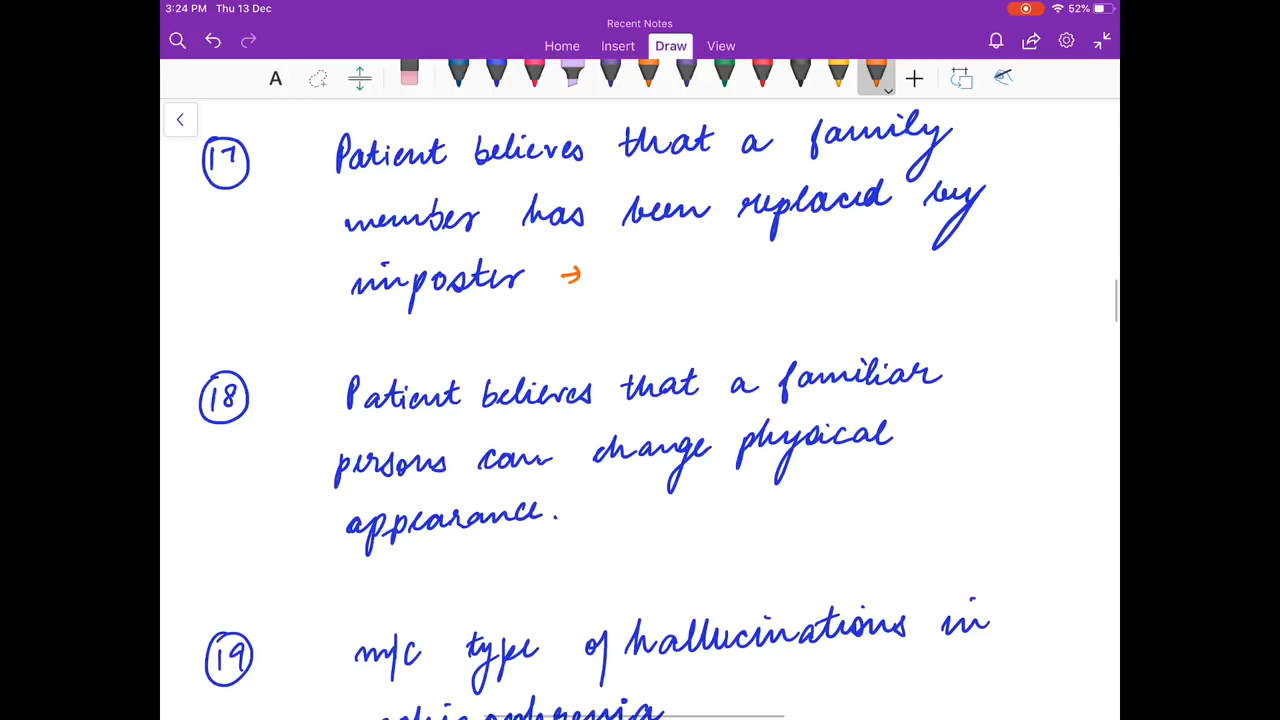 3:24 PM Thu 13 Dec
52%
Recent Notes
Home Insert Draw View
A
17 Patient believes that a family
member has been replaced by
imposter →
18 Patient believes that a familiar
persons can change physical
appearance.
19 m/c type of hallucinations in
schizophrenia